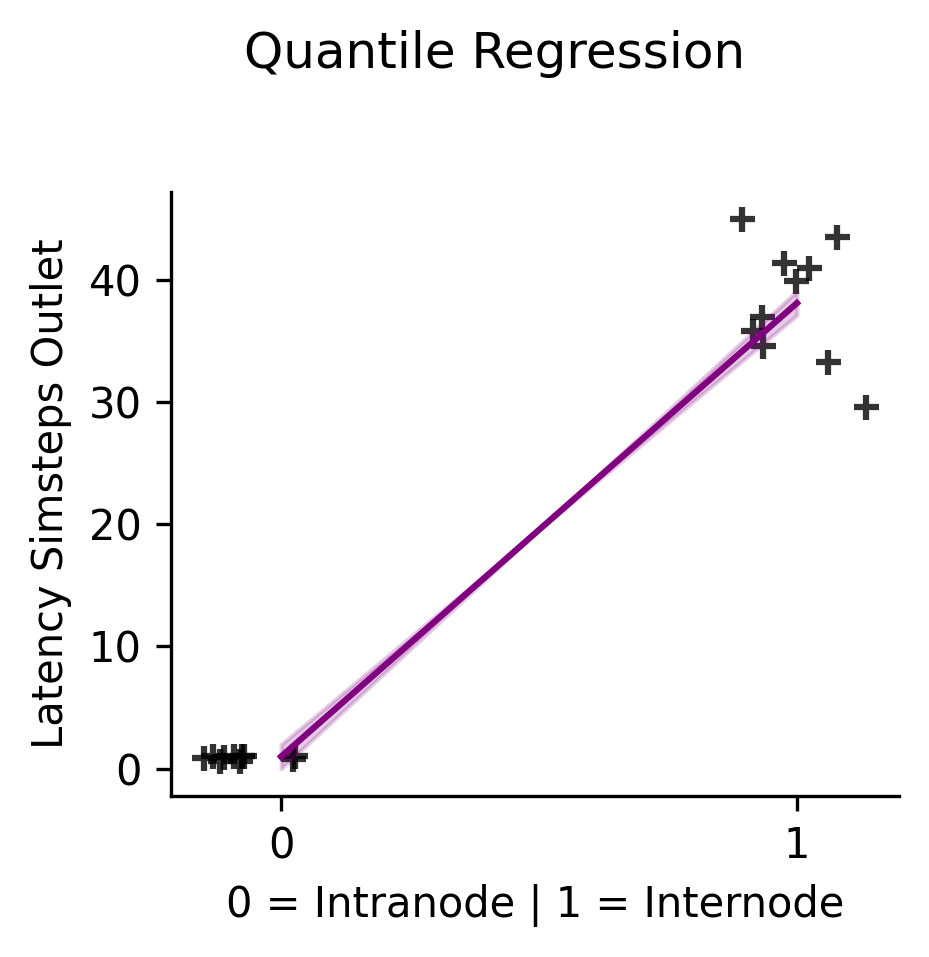 Quantile Regression
Latency Simsteps Outlet
40
30
20
10
0
0 1
0 = Intranode | 1 = Internode